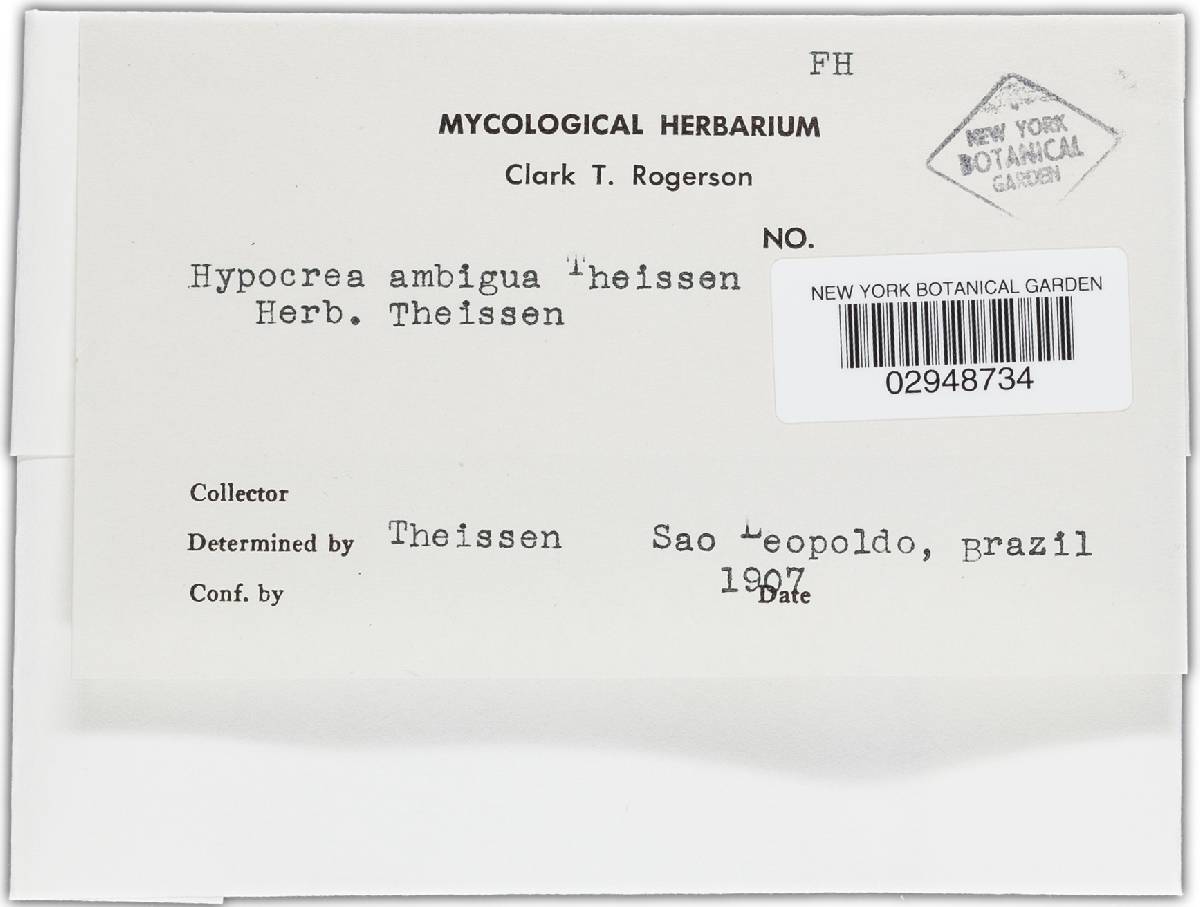 FH
NEW YORK
BOTANICAL
GARDEN
MYCOLOGICAL HERBARIUM
Clark T. Rogerson
NO.
Hypocrea ambigua Theissen
Herb. Theissen
NEW YORK BOTANICAL GARDEN
02948734
Collector
Determined by Theissen Sao Leopoldo, Brazil
1907
Conf. by Date